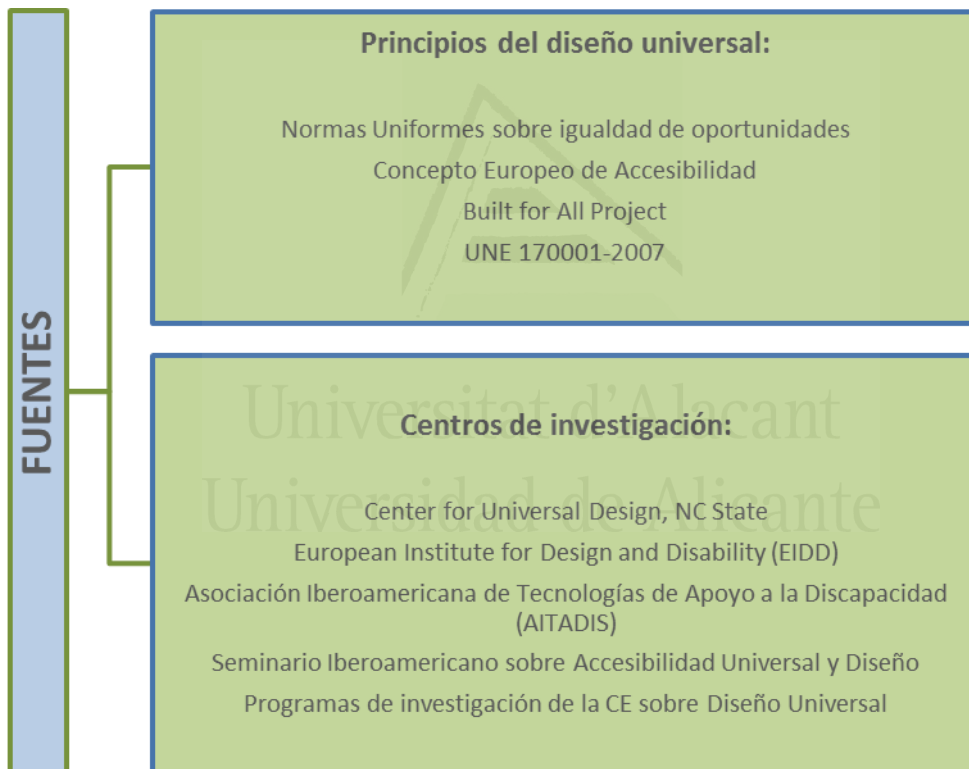 FUENTES
Principios del diseño universal:
Normas Uniformes sobre igualdad de oportunidades
Concepto Europeo de Accesibilidad
Built for All Project
UNE 170001-2007
Universitat d'Alacant
Universidad de Alicante
Centros de investigación:
Center for Universal Design, NC State
European Institute for Design and Disability (EIDD)
Asociación Iberoamericana de Tecnologías de Apoyo a la Discapacidad
(AITADIS)
Seminario Iberoamericano sobre Accesibilidad Universal y Diseño
Programas de investigación de la CE sobre Diseño Universal